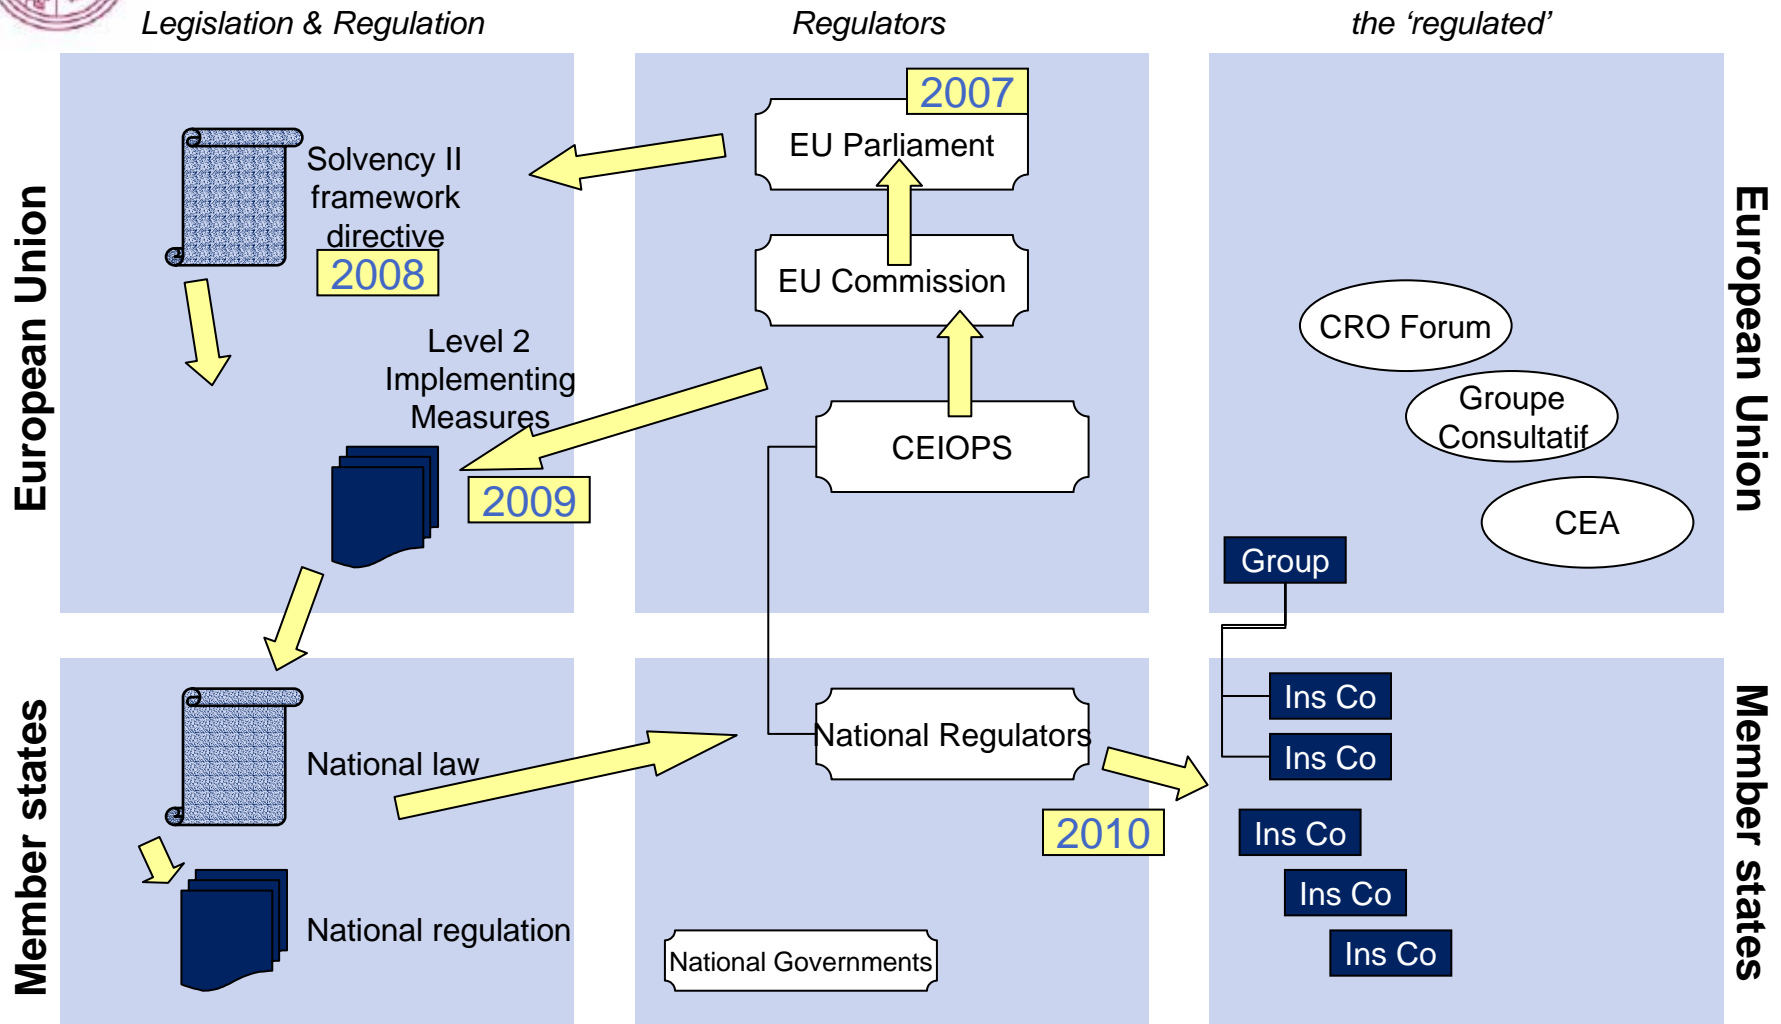 Legislation & Regulation
Regulators
the ‘regulated’
European Union
Solvency II
framework
directive
2008
Level 2
Implementing
Measures
2009
2007
EU Parliament
EU Commission
CEIOPS
CRO Forum
Groupe
Consultatif
CEA
Group
European Union
Member states
National law
National regulation
National Regulators
2010
National Governments
Ins Co
Ins Co
Ins Co
Ins Co
Ins Co
Member states